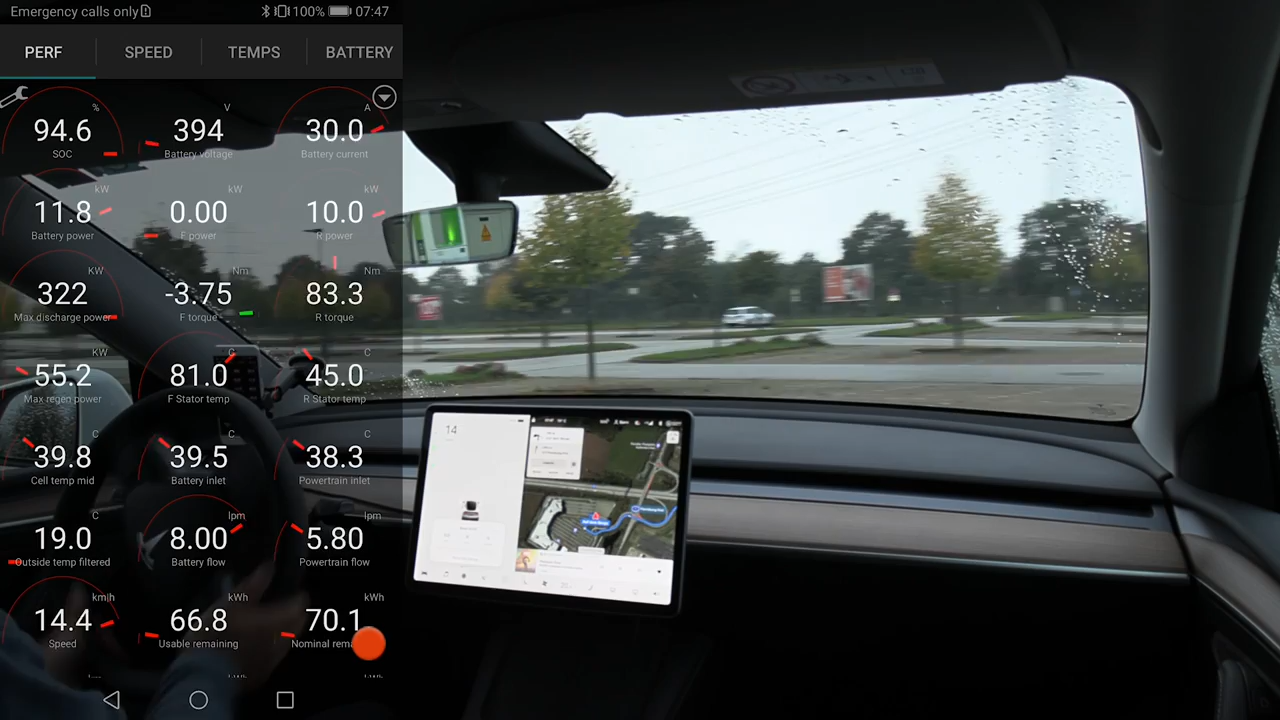 Emergency calls only 100% 07:47
PERF SPEED TEMPS BATTERY
% V A
94.6 394 30.0
SOC Battery voltage Battery current
kW kW kW
11.8 0.00 10.0
Battery power F power R power
KW Nm Nm
322 -3.75 83.3
Max discharge power F torque R torque
KW C C
55.2 81.0 45.0
Max regen power F Stator temp R Stator temp
C C C
39.8 39.5 38.3
Cell temp mid Battery inlet Powertrain inlet
C lpm lpm
19.0 8.00 5.80
Outside temp filtered Battery flow Powertrain flow
km|h kWh kWh
14.4 66.8 70.1
Speed Usable remaining Nominal rema
14